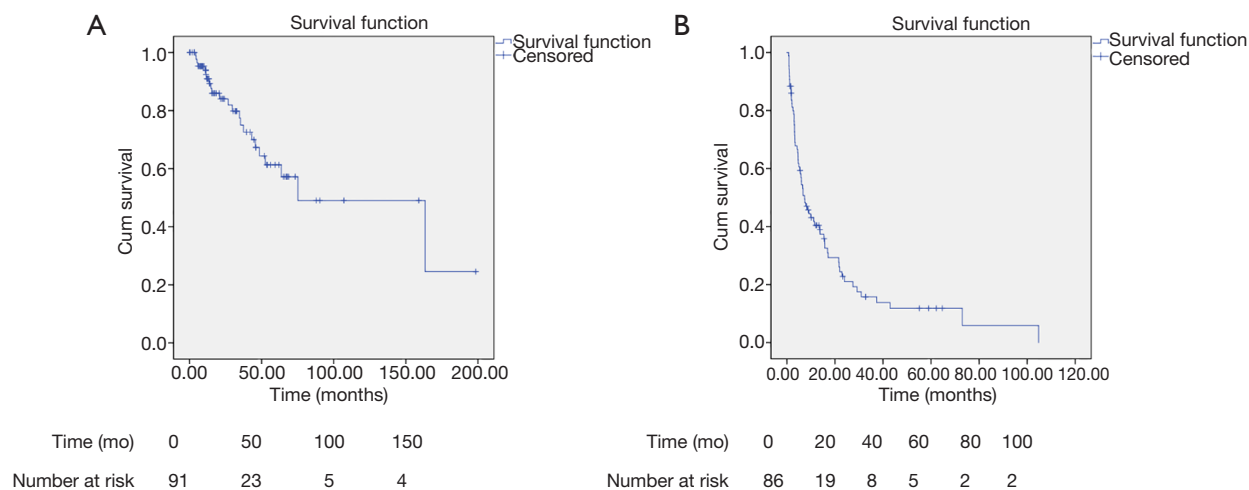 A
Survival function
Survival function
Censored
Cum survival
1.0
0.8
0.6
0.4
0.2
0.0
0.00 50.00 100.00 150.00 200.00
Time (months)
Time (mo) 0 50 100 150
Number at risk 91 23 5 4
B
Survival function
Survival function
Censored
Cum survival
1.0
0.8
0.6
0.4
0.2
0.0
0.00 20.00 40.00 60.00 80.00 100.00 120.00
Time (months)
Time (mo) 0 20 40 60 80 100
Number at risk 86 19 8 5 2 2